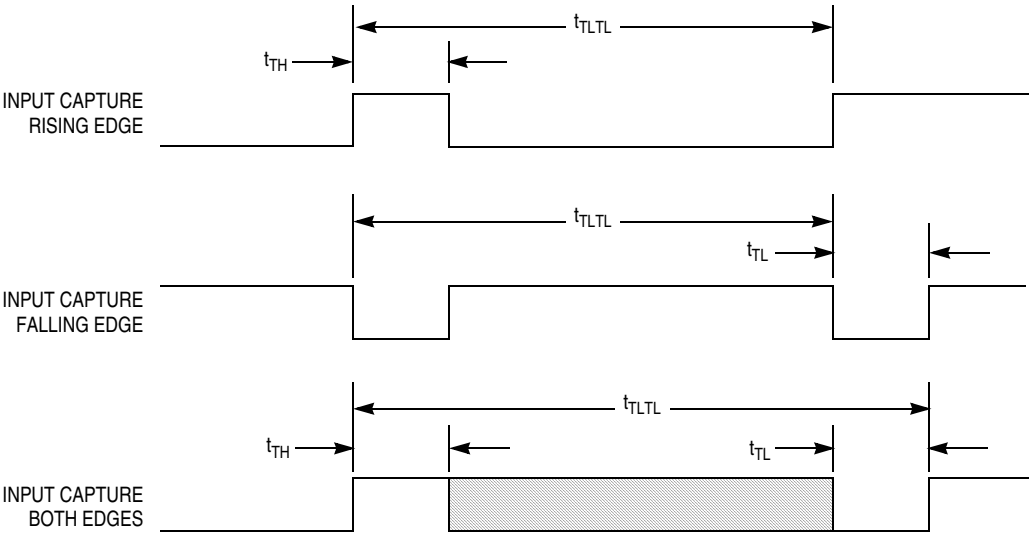 tTLTL
tTH
INPUT CAPTURE
RISING EDGE
tTLTL
tTL
INPUT CAPTURE
FALLING EDGE
tTLTL
tTH
tTL
INPUT CAPTURE
BOTH EDGES